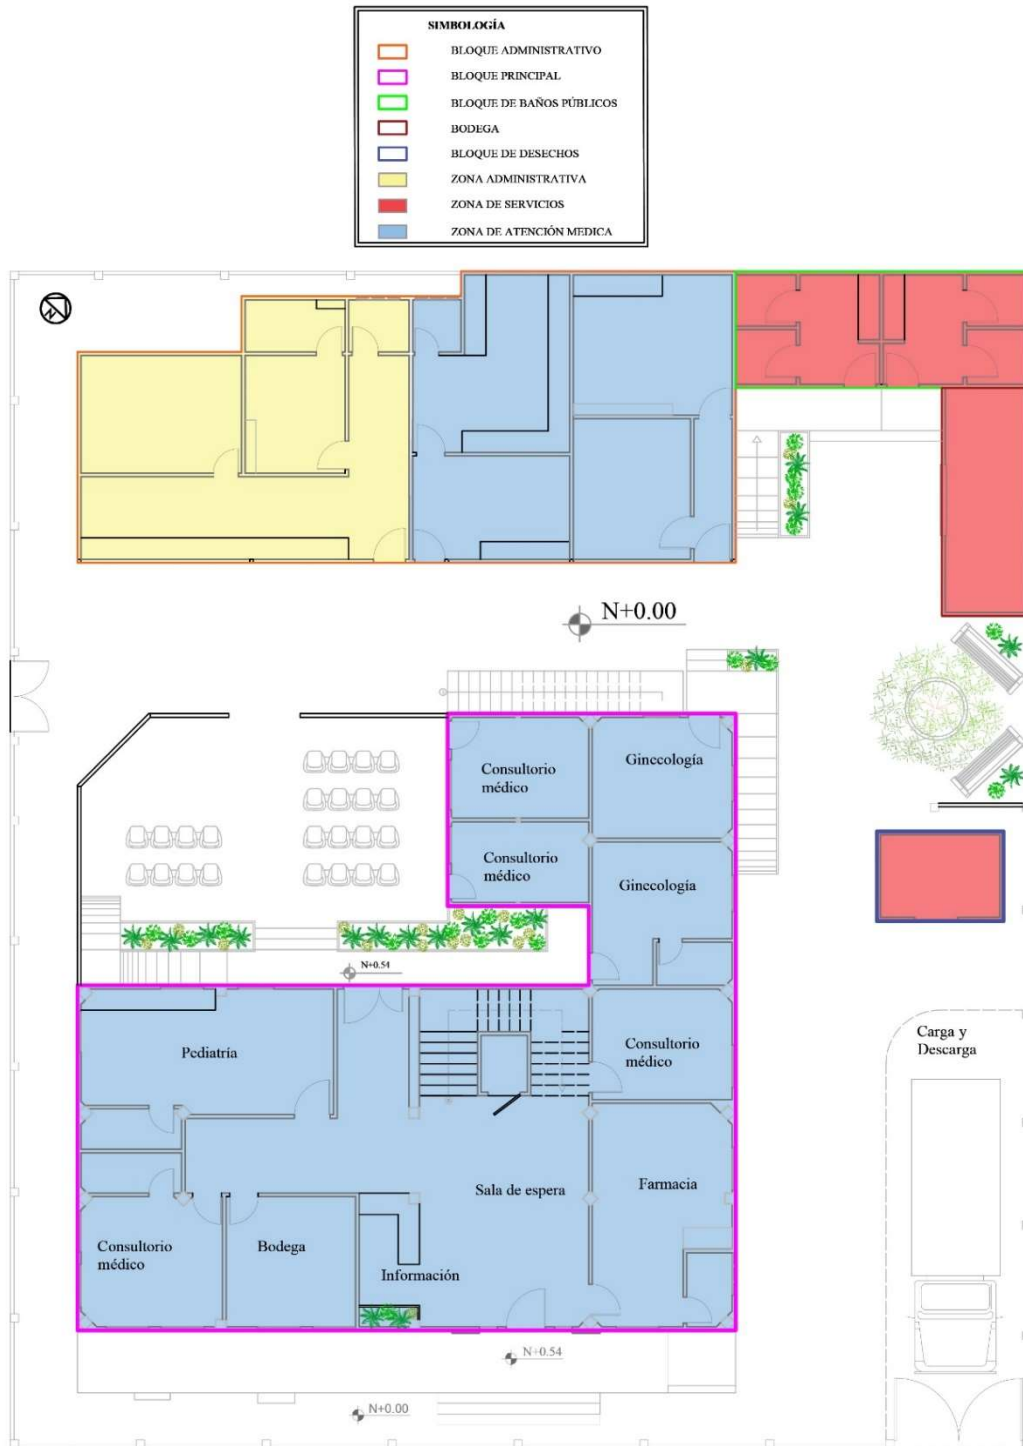 SIMBOLOGÍA
BLOQUE ADMINISTRATIVO
BLOQUE PRINCIPAL
BLOQUE DE BAÑOS PÚBLICOS
BODEGA
BLOQUE DE DESECHOS
ZONA ADMINISTRATIVA
ZONA DE SERVICIOS
ZONA DE ATENCIÓN MEDICA
N+0.00
Consultorio
médico
Ginecología
Consultorio
médico
Ginecología
N+0.54
Pediatría
Consultorio
médico
Carga y
Descarga
Sala de espera
Farmacia
Consultorio
médico
Bodega
Información
N+0.54
N+0.00